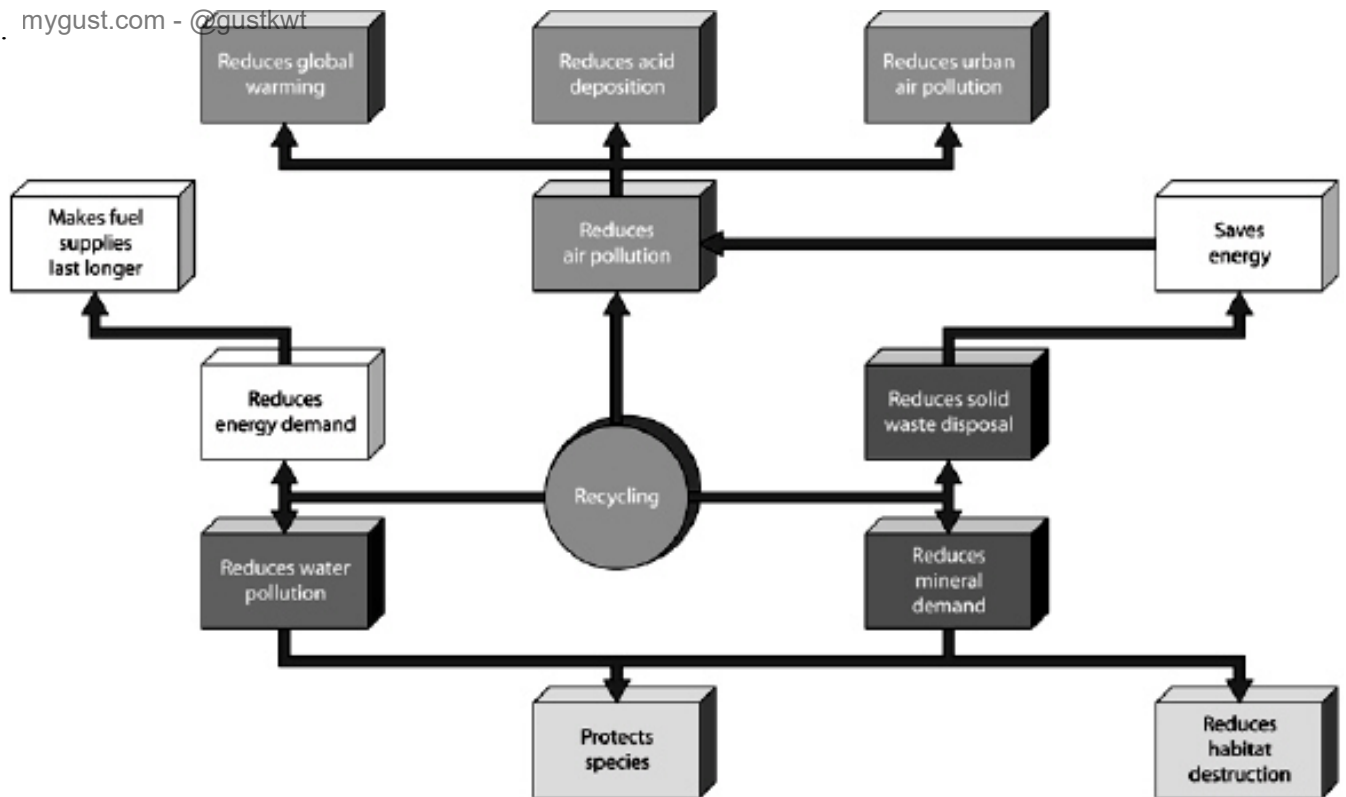 mygust.com - @gustkwt
.
Reduces global
warming
Reduces acid
deposition
Reduces urban
air pollution
Makes fuel
supplies
last longer
Reduces
air pollution
Saves
energy
Reduces
energy demand
Reduces solid
waste disposal
Recycling
Reduces water
pollution
Reduces
mineral
demand
Protects
species
Reduces
habitat
destruction